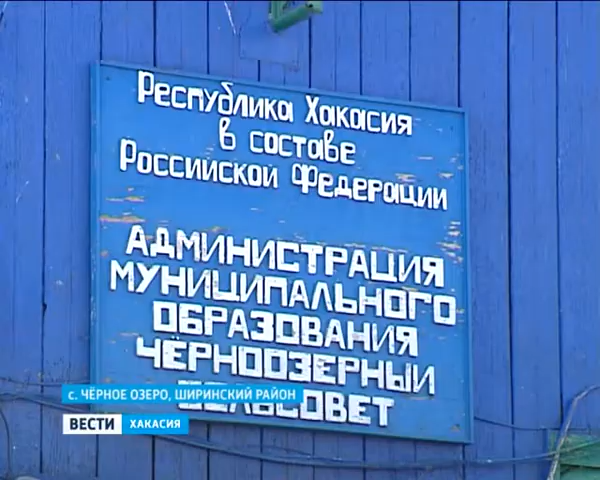 Республика Хакасия
в составе
Российской Федерации
АДМИНИСТРАЦИЯ
МУНИЦИПАЛЬНОГО
ОБРАЗОВАНИЯ
ЧЁРНООЗЕРНЫЙ
СЕЛЬСОВЕТ
с. ЧЁРНОЕ ОЗЕРО, ШИРИНСКИЙ РАЙОН
ВЕСТИ ХАКАСИЯ